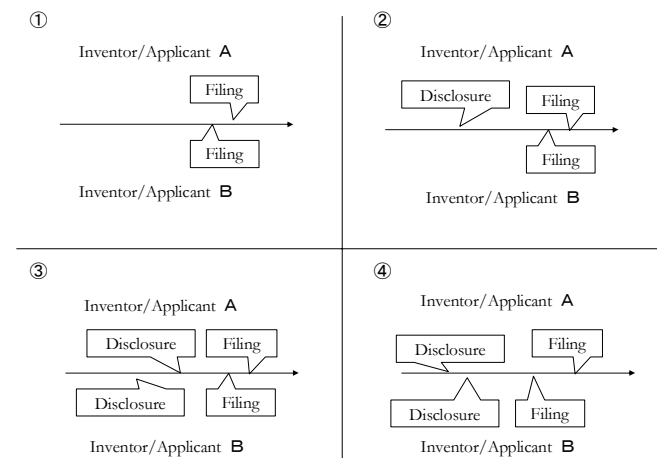 ①
Inventor/Applicant A
Filing
Filing
Inventor/Applicant B
②
Inventor/Applicant A
Disclosure
Filing
Filing
Inventor/Applicant B
③
Inventor/Applicant A
Disclosure
Filing
Disclosure
Filing
Inventor/Applicant B
④
Inventor/Applicant A
Disclosure
Filing
Disclosure
Filing
Inventor/Applicant B